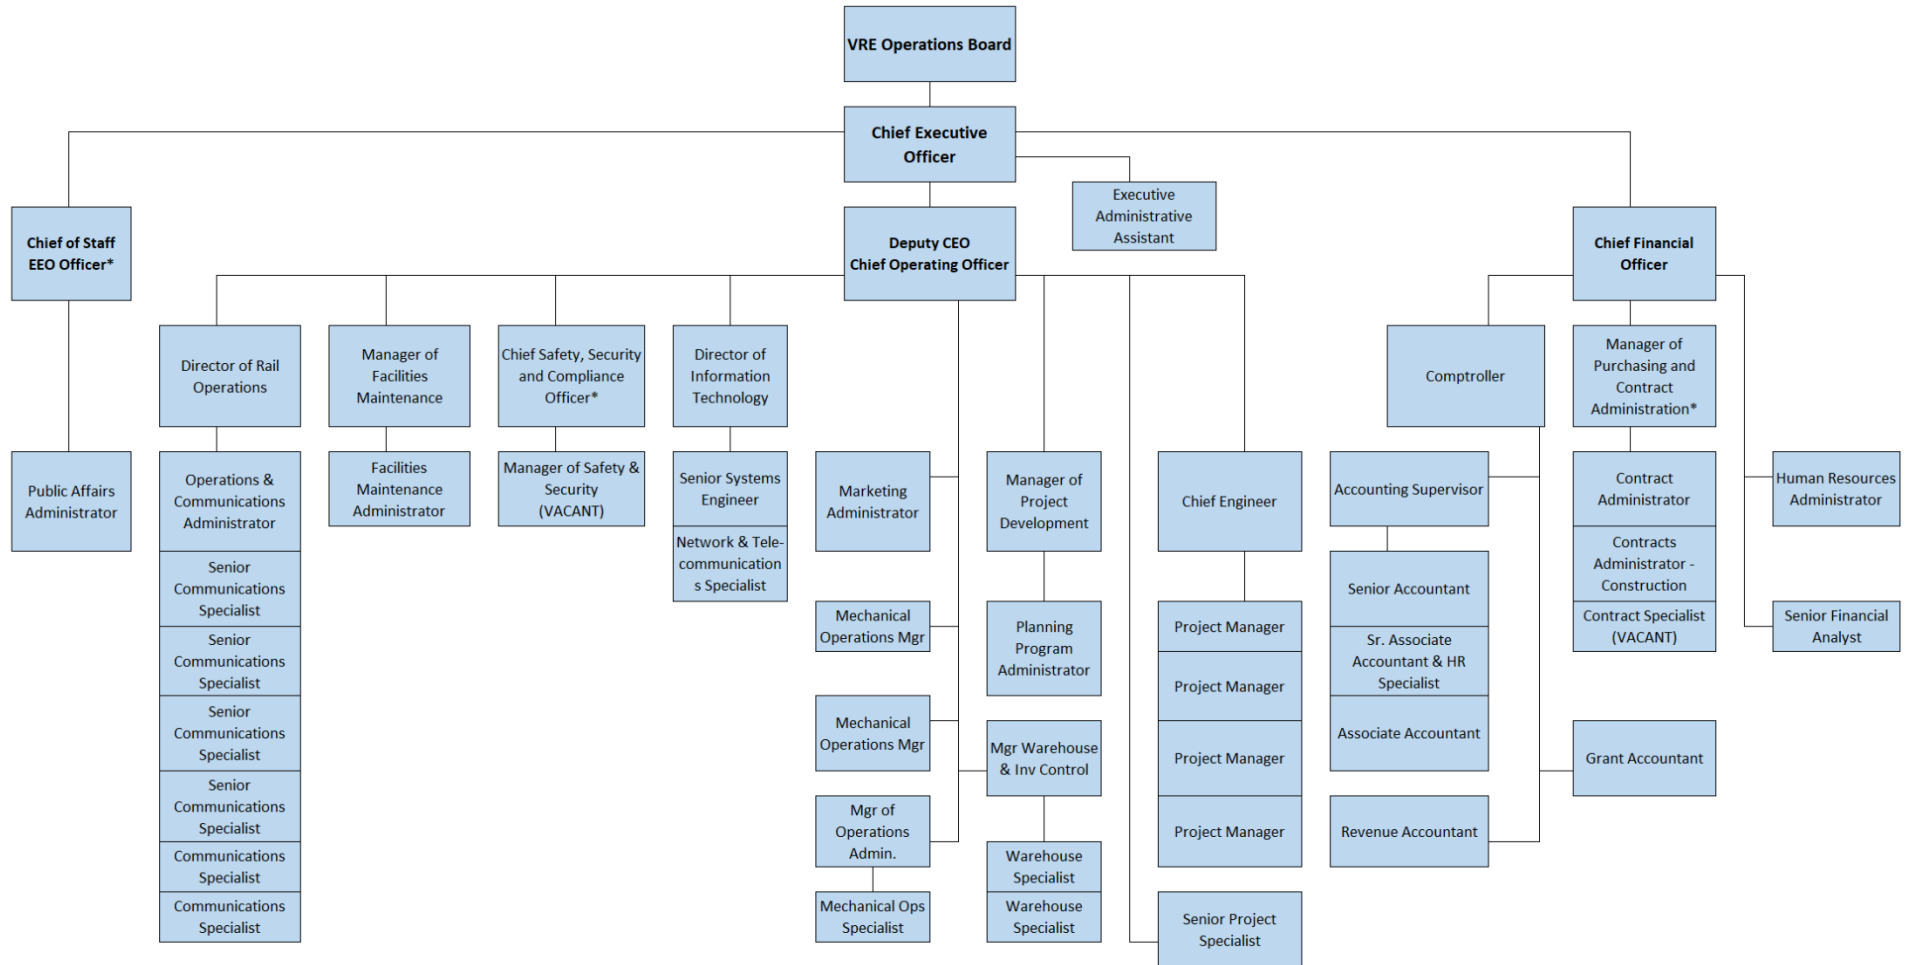 VRE Operations Board
Chief Executive
Officer
Executive
Administrative
Assistant
Chief of Staff
EEO Officer*
Deputy CEO
Chief Operating Officer
Chief Financial
Officer
Director of Rail
Operations
Manager of
Facilities
Maintenance
Chief Safety, Security
and Compliance
Officer*
Director of
Information
Technology
Comptroller
Manager of
Purchasing and
Contract
Administration*
Public Affairs
Administrator
Operations &
Communications
Administrator
Senior
Communications
Specialist
Senior
Communications
Specialist
Senior
Communications
Specialist
Senior
Communications
Specialist
Communications
Specialist
Communications
Specialist
Facilities
Maintenance
Administrator
Manager of Safety &
Security
(VACANT)
Senior Systems
Engineer
Network & Tele-
communication
s Specialist
Marketing
Administrator
Mechanical
Operations Mgr
Mechanical
Operations Mgr
Mgr of
Operations
Admin.
Mechanical Ops
Specialist
Manager of
Project
Development
Planning
Program
Administrator
Mgr Warehouse
& Inv Control
Warehouse
Specialist
Warehouse
Specialist
Chief Engineer
Project Manager
Project Manager
Project Manager
Project Manager
Senior Project
Specialist
Accounting Supervisor
Senior Accountant
Sr. Associate
Accountant & HR
Specialist
Associate Accountant
Revenue Accountant
Contract
Administrator
Contracts
Administrator -
Construction
Contract Specialist
(VACANT)
Grant Accountant
Human Resources
Administrator
Senior Financial
Analyst